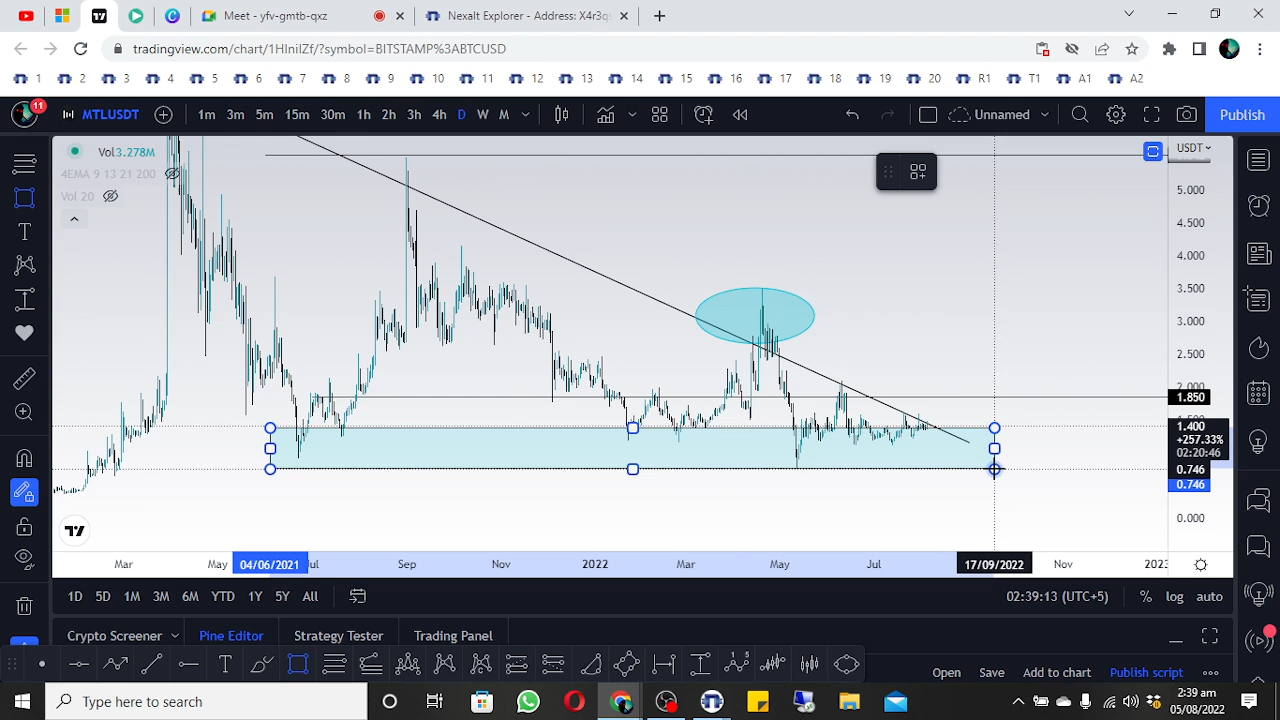 Meet - yfv-gmtb-qxz
Nexalt Explorer - Address: X4r3q
tradingview.com/chart/1HlniIZf/?symbol=BITSTAMP%3ABTCUSD
1 2 3 4 5 6 7 8 9 10 11 12 13 14 15 16 17 18 19 20 R1 T1 A1 A2
11
MTLUSDT 1m 3m 5m 15m 30m 1h 2h 3h 4h D W M Unnamed Publish
Vol3.278M
4EMA 9 13 21 200
Vol 20
USDT
5.000
4.500
4.000
3.500
3.000
2.500
2.000
1.850
1.400
+257.33%
02:20:46
0.746
0.746
0.000
Mar May 04/06/2021 Jul Sep Nov 2022 Mar May Jul 17/09/2022 Nov 2023
1D 5D 1M 3M 6M YTD 1Y 5Y All 02:39:13 (UTC+5) % log auto
Crypto Screener Pine Editor Strategy Tester Trading Panel
T
Open Save Add to chart Publish script
Type here to search
2:39 am
05/08/2022